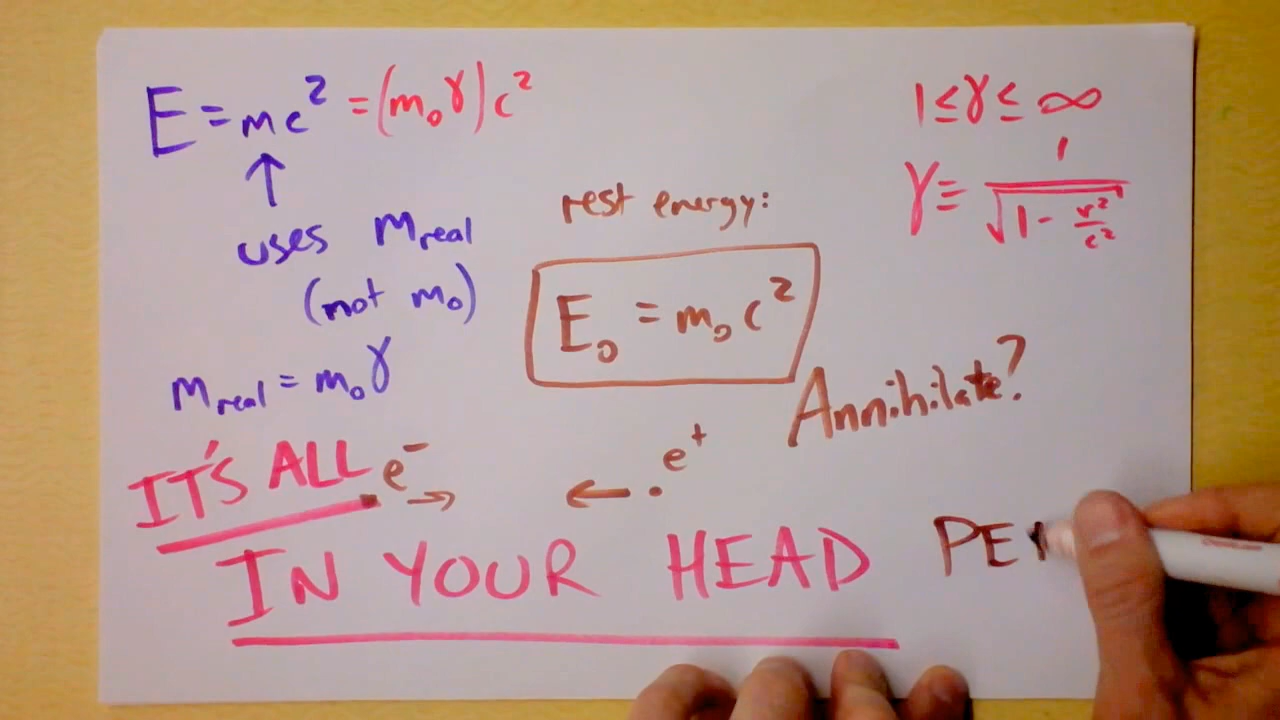 E = mc² = (m₀γ)c²
↑
uses m_real
(not m₀)
m_real = m₀γ
1 ≤ γ ≤ ∞
γ ≡ 1/√(1 - v²/c²)
rest energy:
E₀ = m₀c²
Annihilate?
e⁻ → ← · e⁺
IT'S ALL
IN YOUR HEAD